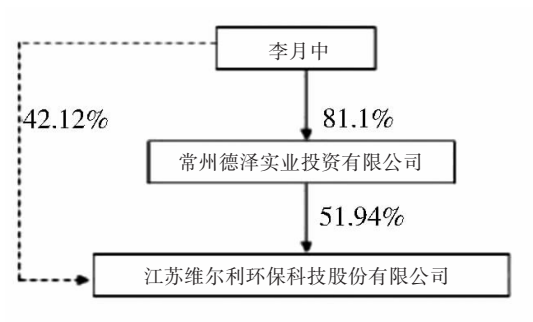 李月中
42.12%
81.1%
常州德泽实业投资有限公司
51.94%
江苏维尔利环保科技股份有限公司